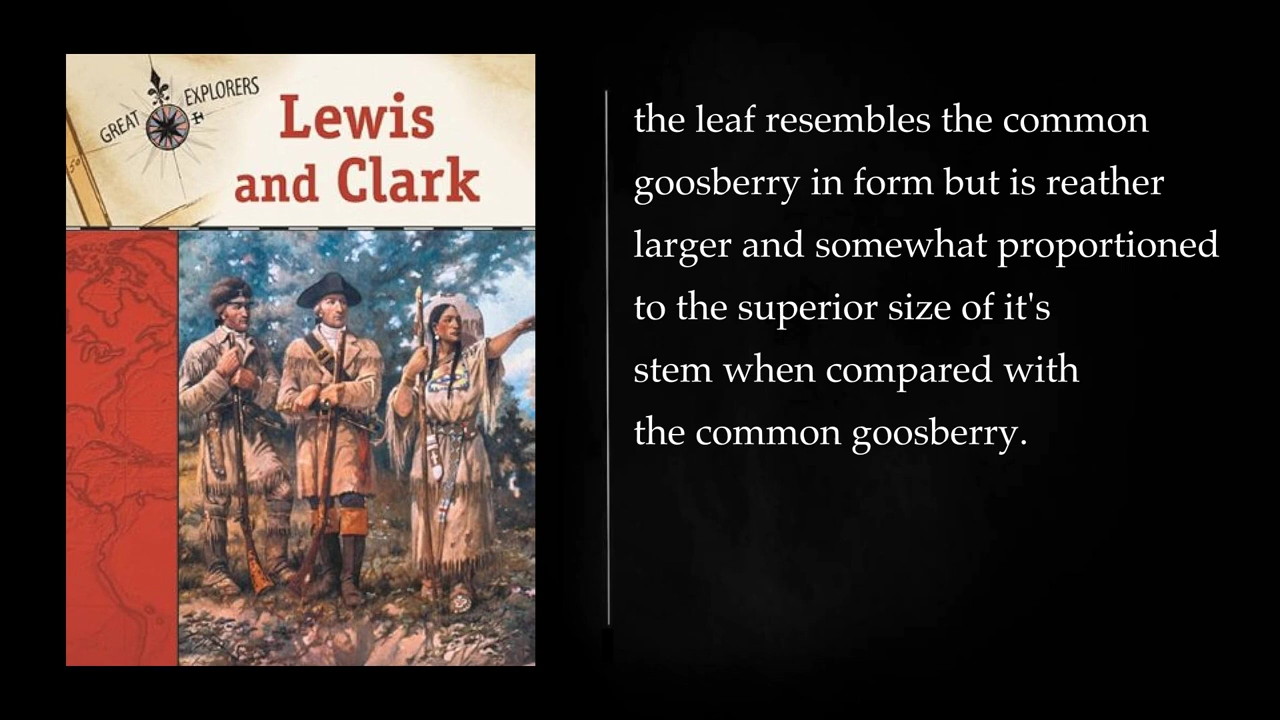 GREAT EXPLORERS
Lewis
and Clark
50
the leaf resembles the common
goosberry in form but is reather
larger and somewhat proportioned
to the superior size of it's
stem when compared with
the common goosberry.